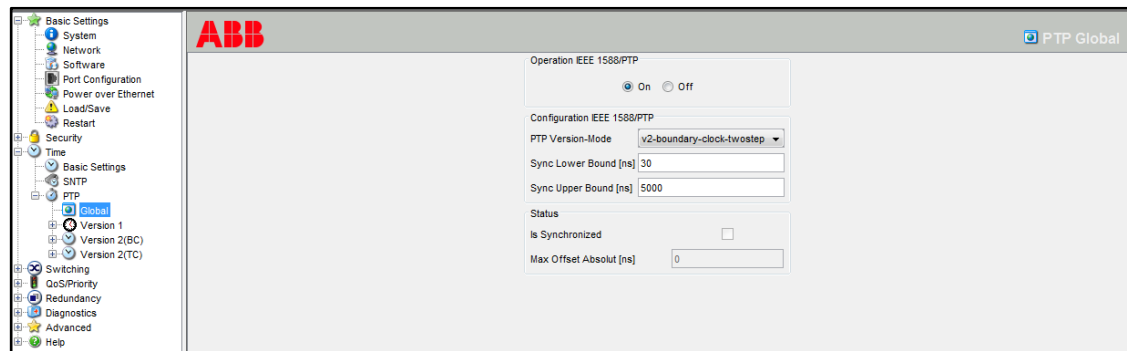 Basic Settings
System
Network
Software
Port Configuration
Power over Ethernet
Load/Save
Restart
Security
Time
Basic Settings
SNTP
PTP
Global
Version 1
Version 2(BC)
Version 2(TC)
Switching
QoS/Priority
Redundancy
Diagnostics
Advanced
Help
ABB
PTP Global
Operation IEEE 1588/PTP
On Off
Configuration IEEE 1588/PTP
PTP Version-Mode v2-boundary-clock-twostep
Sync Lower Bound [ns] 30
Sync Upper Bound [ns] 5000
Status
Is Synchronized
Max Offset Absolut [ns] 0